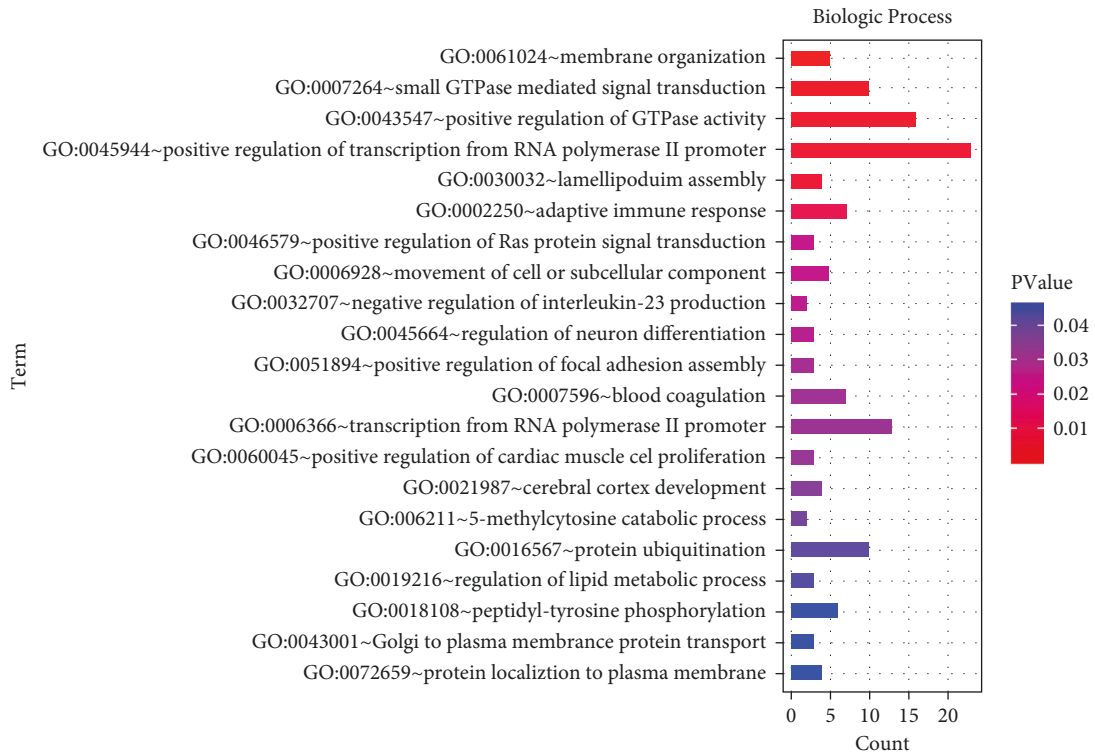 Biologic Process
GO:0061024~membrane organization
GO:0007264~small GTPase mediated signal transduction
GO:0043547~positive regulation of GTPase activity
GO:0045944~positive regulation of transcription from RNA polymerase II promoter
GO:0030032~lamellipoduim assembly
GO:0002250~adaptive immune response
GO:0046579~positive regulation of Ras protein signal transduction
GO:0006928~movement of cell or subcellular component
GO:0032707~negative regulation of interleukin-23 production
GO:0045664~regulation of neuron differentiation
GO:0051894~positive regulation of focal adhesion assembly
GO:0007596~blood coagulation
GO:0006366~transcription from RNA polymerase II promoter
GO:0060045~positive regulation of cardiac muscle cel proliferation
GO:0021987~cerebral cortex development
GO:006211~5-methylcytosine catabolic process
GO:0016567~protein ubiquitination
GO:0019216~regulation of lipid metabolic process
GO:0018108~peptidyl-tyrosine phosphorylation
GO:0043001~Golgi to plasma membrance protein transport
GO:0072659~protein localiztion to plasma membrane
Term
0 5 10 15 20
Count
PValue
0.04
0.03
0.02
0.01